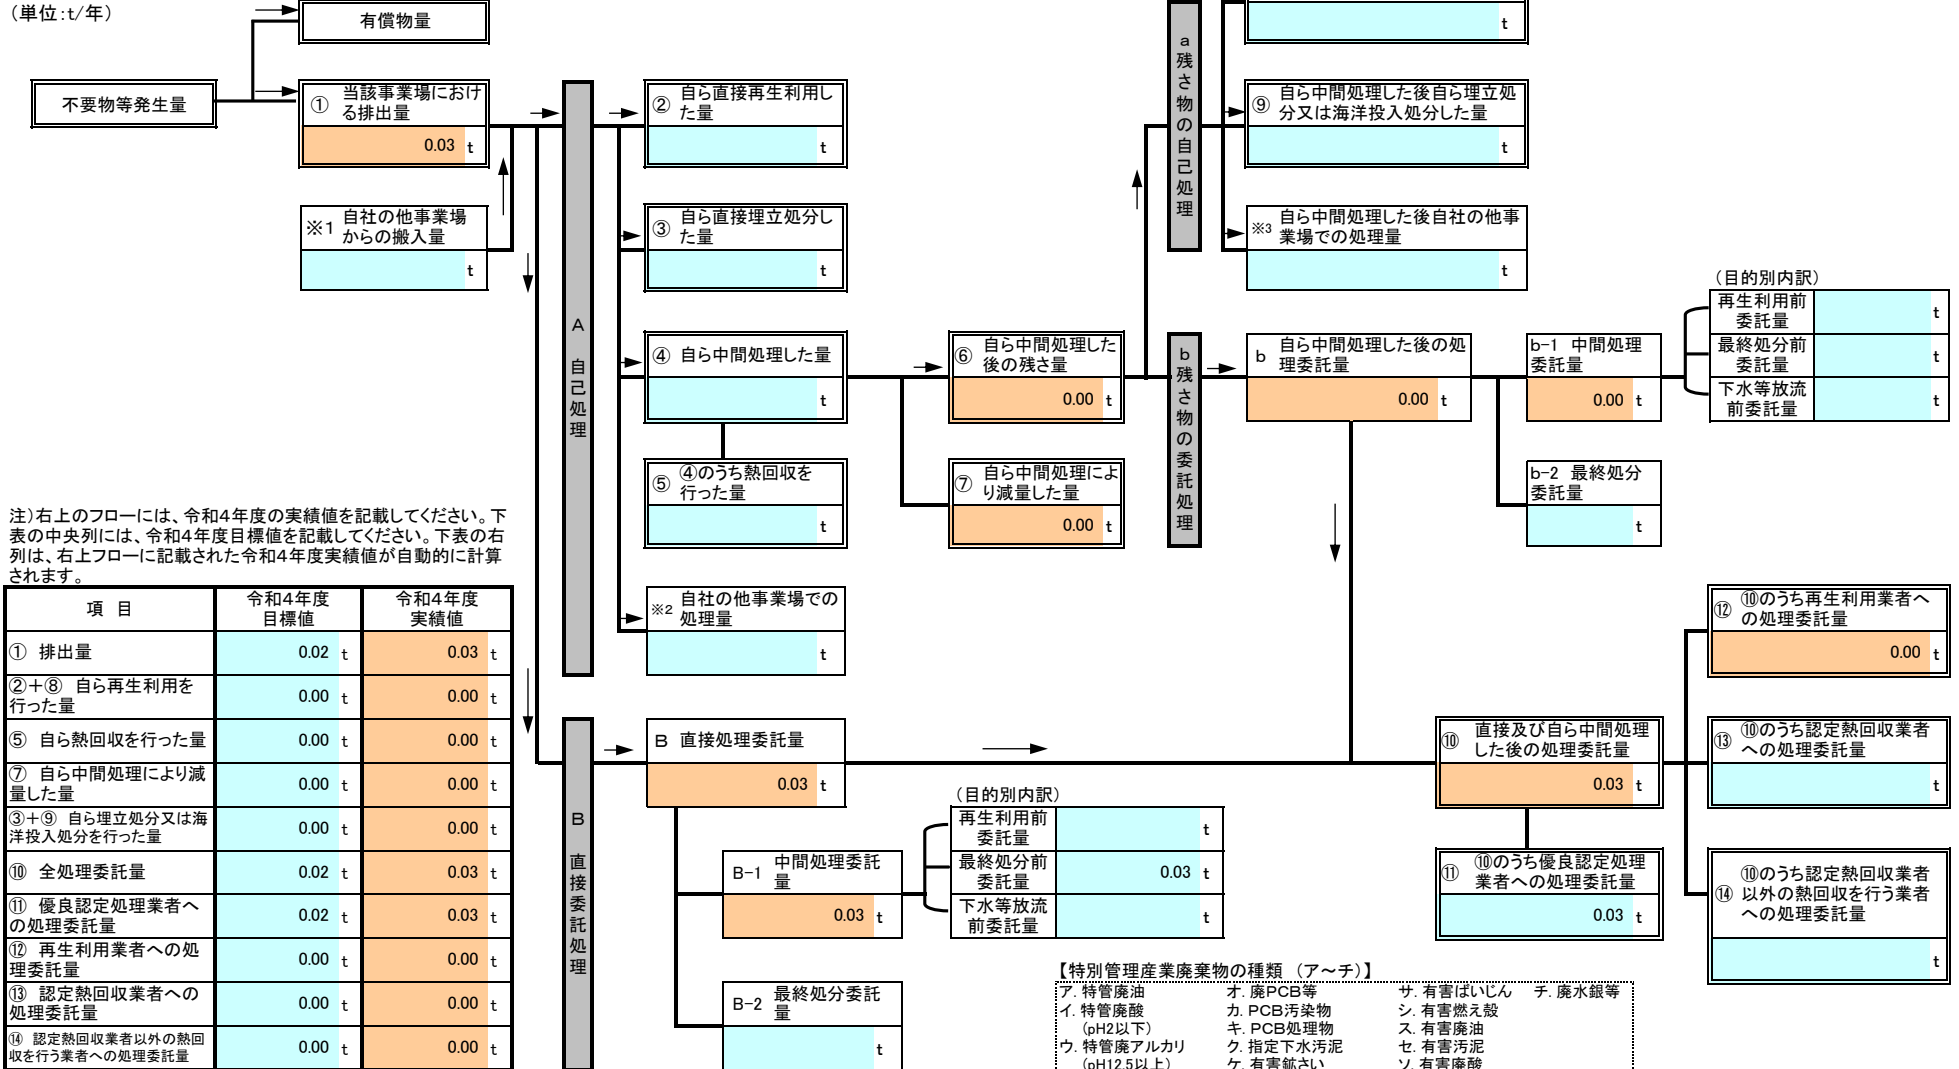 (単位:t/年)
有償物量
t
不要物等発生量
① 当該事業場におけ
る排出量
0.03 t
② 自ら直接再生利用し
た量
t
a
残
さ
物
の
自
己
処
理
⑨ 自ら中間処理した後自ら埋立処
分又は海洋投入処分した量
t
※1 自社の他事業場
からの搬入量
t
③ 自ら直接埋立処分し
た量
t
※3 自ら中間処理した後自社の他事
業場での処理量
t
A
自
己
処
理
④ 自ら中間処理した量
t
⑥ 自ら中間処理した
後の残さ量
0.00 t
b
残
さ
物
の
委
託
処
理
b 自ら中間処理した後の処
理委託量
0.00 t
b-1 中間処理
委託量
0.00 t
(目的別内訳)
再生利用前
委託量 t
最終処分前
委託量 t
下水等放流
前委託量 t
⑤ ④のうち熱回収を
行った量
t
⑦ 自ら中間処理によ
り減量した量
0.00 t
b-2 最終処分
委託量
t
※2 自社の他事業場での
処理量
t
注)右上のフローには、令和4年度の実績値を記載してください。下
表の中央列には、令和4年度目標値を記載してください。下表の右
列は、右上フローに記載された令和4年度実績値が自動的に計算
されます。
項 目 令和4年度 目標値 令和4年度 実績値
① 排出量 0.02 t 0.03 t
②+⑧ 自ら再生利用を
行った量 0.00 t 0.00 t
⑤ 自ら熱回収を行った量 0.00 t 0.00 t
⑦ 自ら中間処理により減
量した量 0.00 t 0.00 t
③+⑨ 自ら埋立処分又は海
洋投入処分を行った量 0.00 t 0.00 t
⑩ 全処理委託量 0.02 t 0.03 t
⑪ 優良認定処理業者へ
の処理委託量 0.02 t 0.03 t
⑫ 再生利用業者への処
理委託量 0.00 t 0.00 t
⑬ 認定熱回収業者への
処理委託量 0.00 t 0.00 t
⑭ 認定熱回収業者以外の熱回
収を行う業者への処理委託量 0.00 t 0.00 t
B
直
接
委
託
処
理
B 直接処理委託量
0.03 t
B-1 中間処理委託
量
0.03 t
(目的別内訳)
再生利用前
委託量 t
最終処分前
委託量 0.03 t
下水等放流
前委託量 t
B-2 最終処分委託
量
t
⑩ 直接及び自ら中間処理
した後の処理委託量
0.03 t
⑪ ⑩のうち優良認定処理
業者への処理委託量
0.03 t
⑫ ⑩のうち再生利用業者へ
の処理委託量
0.00 t
⑬ ⑩のうち認定熱回収業者
への処理委託量
t
⑭ ⑩のうち認定熱回収業者
以外の熱回収を行う業者
への処理委託量
t
【特別管理産業廃棄物の種類 (ア~チ)】
ア. 特管廃油 オ. 廃PCB等 サ. 有害ばいじん チ. 廃水銀等
イ. 特管廃酸 カ. PCB汚染物 シ. 有害燃え殻
(pH2以下) キ. PCB処理物 ス. 有害廃油
ウ. 特管廃アルカリ ク. 指定下水汚泥 セ. 有害汚泥
(pH12.5以上) ケ. 有害鉱さい ソ. 有害廃酸